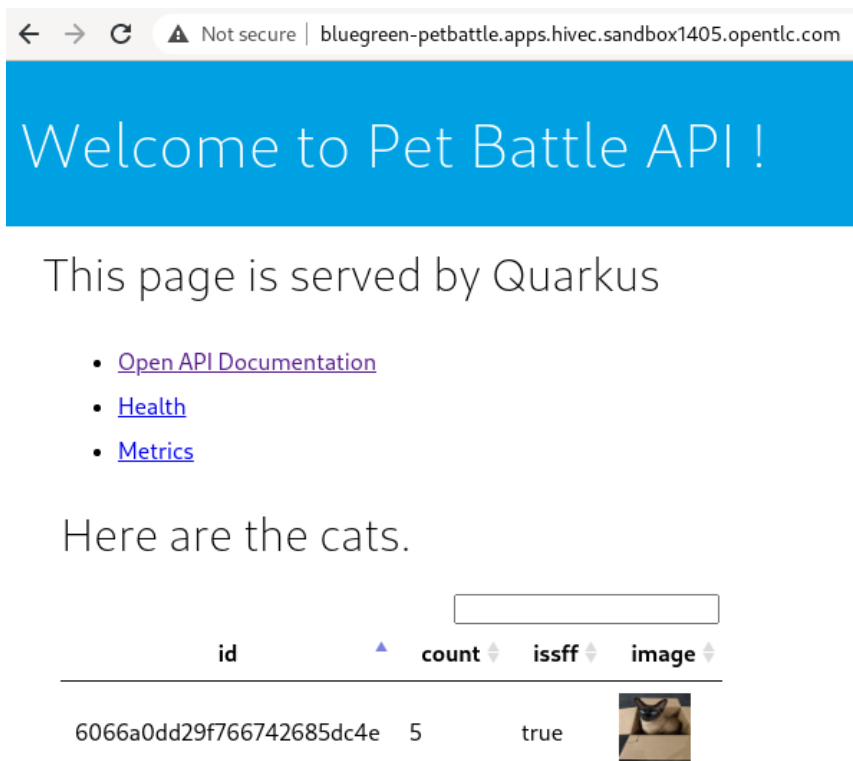 Not secure | bluegreen-petbattle.apps.hivec.sandbox1405.opentlc.com
Welcome to Pet Battle API !
This page is served by Quarkus
Open API Documentation
Health
Metrics
Here are the cats.
id count issff image
6066a0dd29f766742685dc4e 5 true